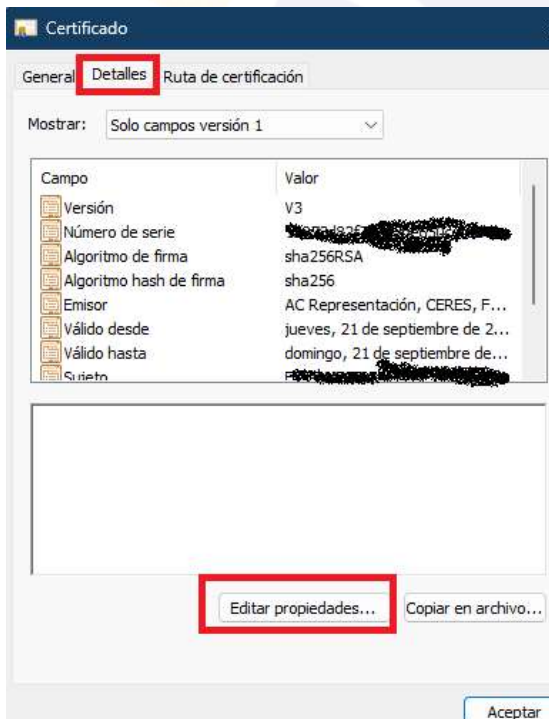 Certificado
General Detalles Ruta de certificación
Mostrar: Solo campos versión 1
Campo Valor
Versión V3
Número de serie
Algoritmo de firma sha256RSA
Algoritmo hash de firma sha256
Emisor AC Representación, CERES, F...
Válido desde jueves, 21 de septiembre de 2...
Válido hasta domingo, 21 de septiembre de...
Sujeto
Editar propiedades... Copiar en archivo...
Aceptar